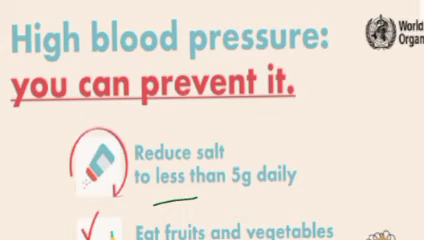 High blood pressure:
you can prevent it.
World
Organ
Reduce salt
to less than 5g daily
Eat fruits and vegetables